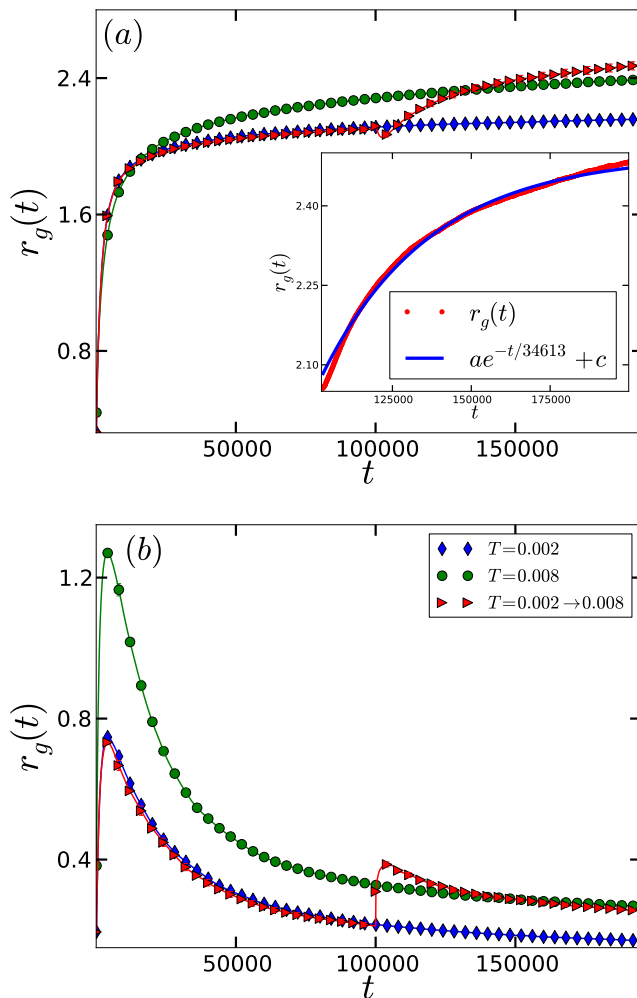 (a)
2.4
1.6
0.8
r_g(t)
2.40
2.25
2.10
r_g(t)
r_g(t)
ae^{-t/34613} + c
125000 150000 175000
t
50000 100000 150000
t
(b)
1.2
0.8
0.4
r_g(t)
T=0.002
T=0.008
T=0.002→0.008
50000 100000 150000
t